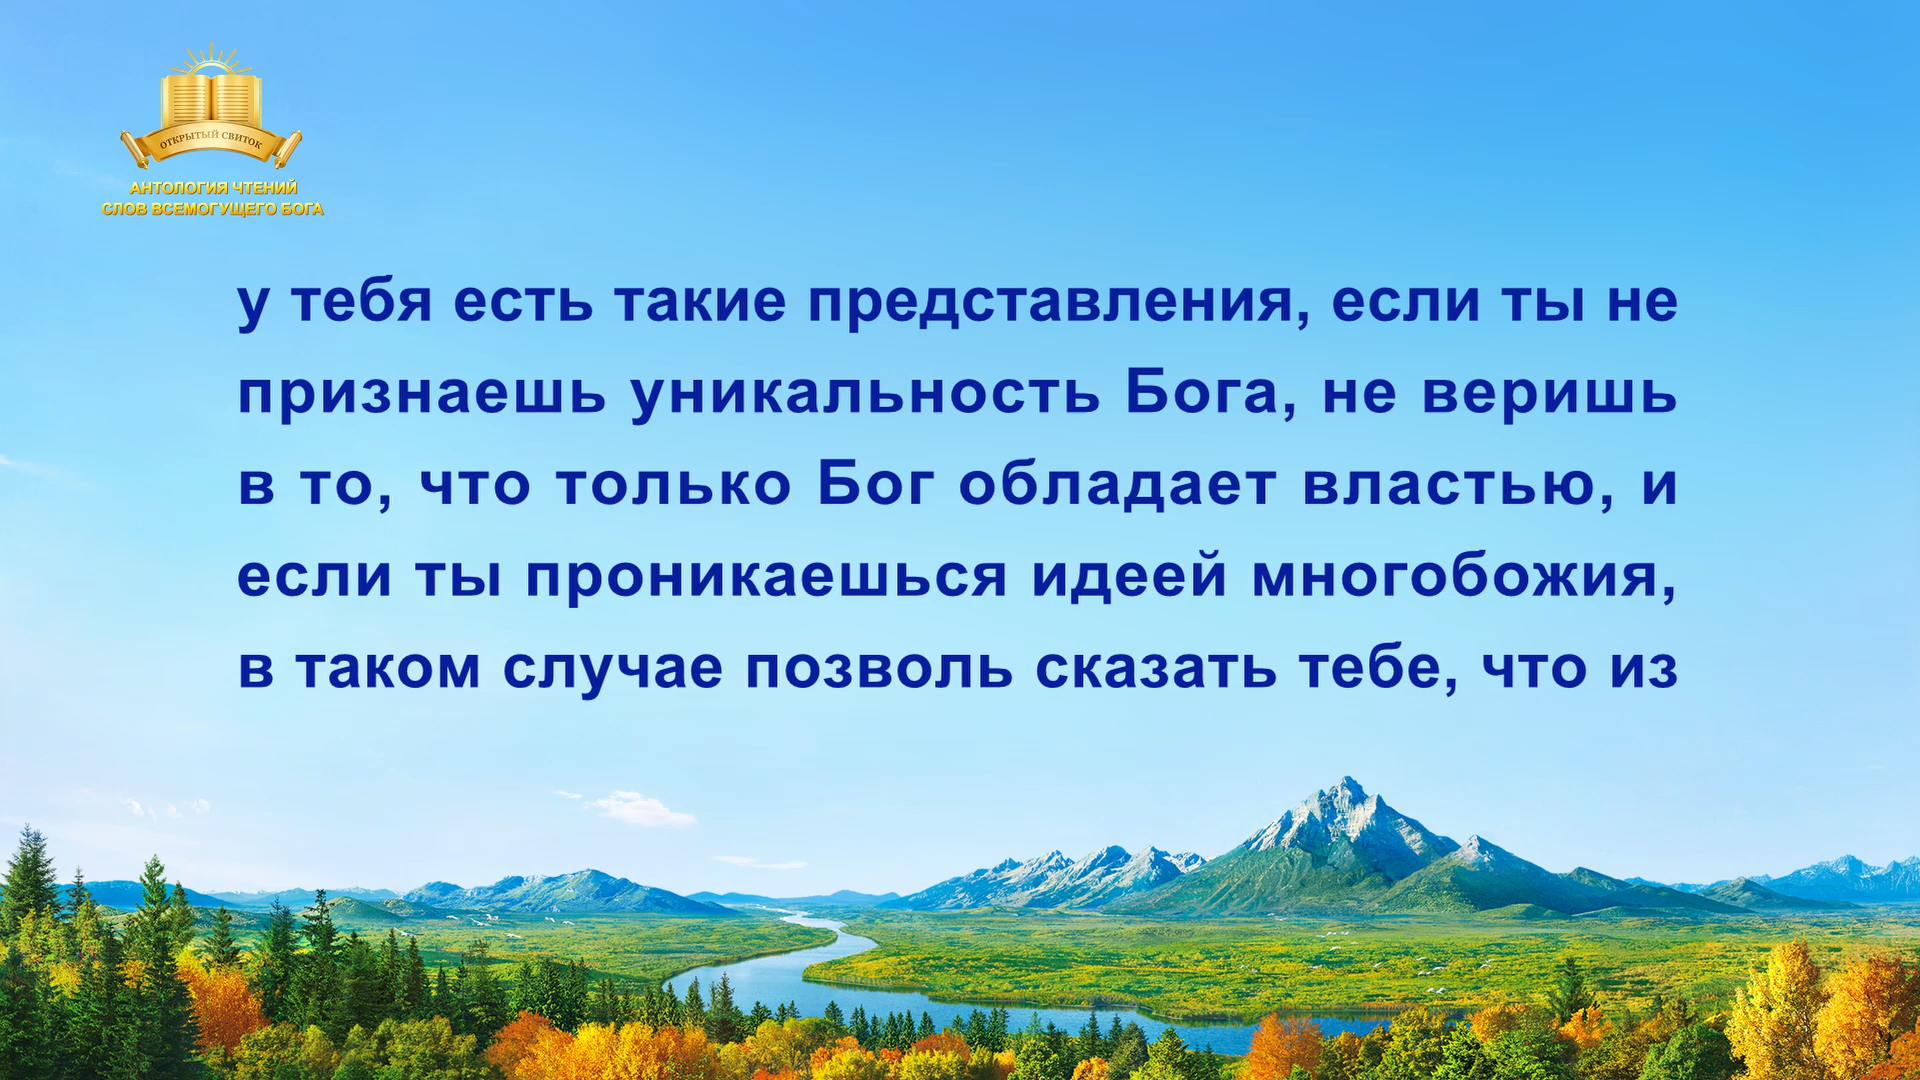 ОТКРЫТЫЙ СВИТОК
АНТОЛОГИЯ ЧТЕНИЙ
СЛОВ ВСЕМОГУЩЕГО БОГА
у тебя есть такие представления, если ты не
признаешь уникальность Бога, не веришь
в то, что только Бог обладает властью, и
если ты проникаешься идеей многобожия,
в таком случае позволь сказать тебе, что из